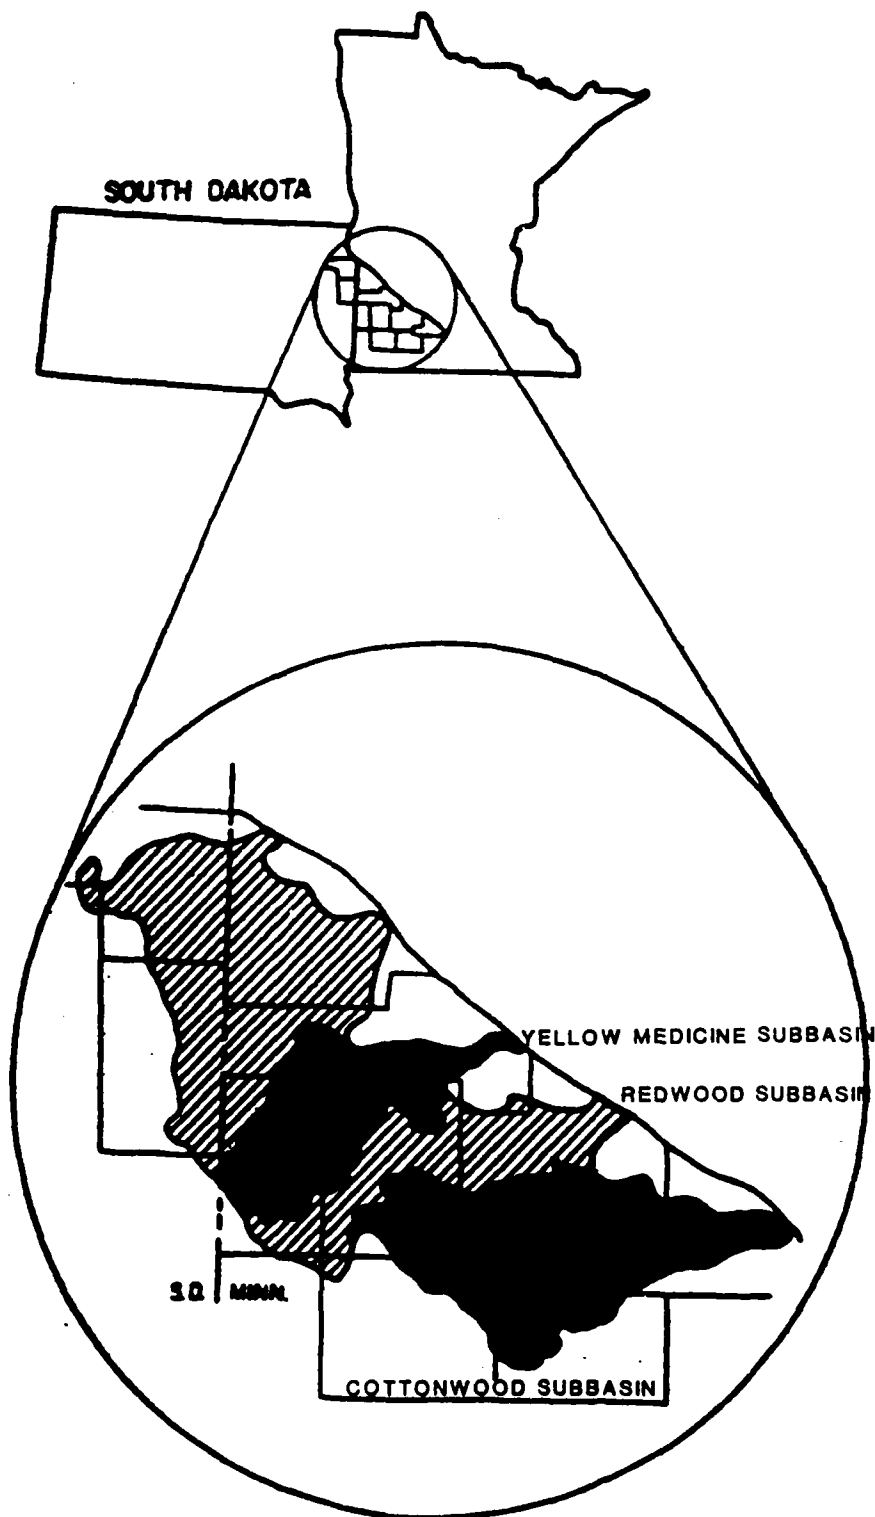 SOUTH DAKOTA
YELLOW MEDICINE SUBBASIN
REDWOOD SUBBASIN
S.D. MINN.
COTTONWOOD SUBBASIN